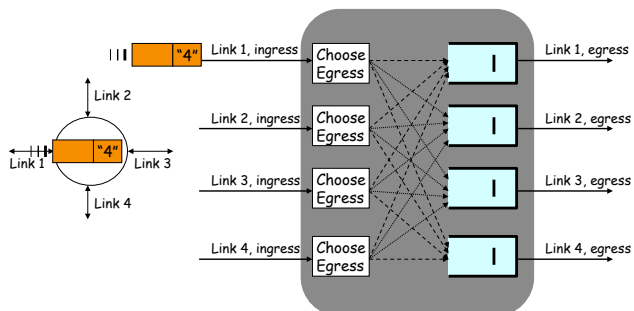 "4"
Link 1, ingress
Choose
Egress
Link 1, egress
Link 2
Link 2, ingress
Choose
Egress
Link 2, egress
"4"
Link 1
Link 3
Link 3, ingress
Choose
Egress
Link 3, egress
Link 4
Link 4, ingress
Choose
Egress
Link 4, egress